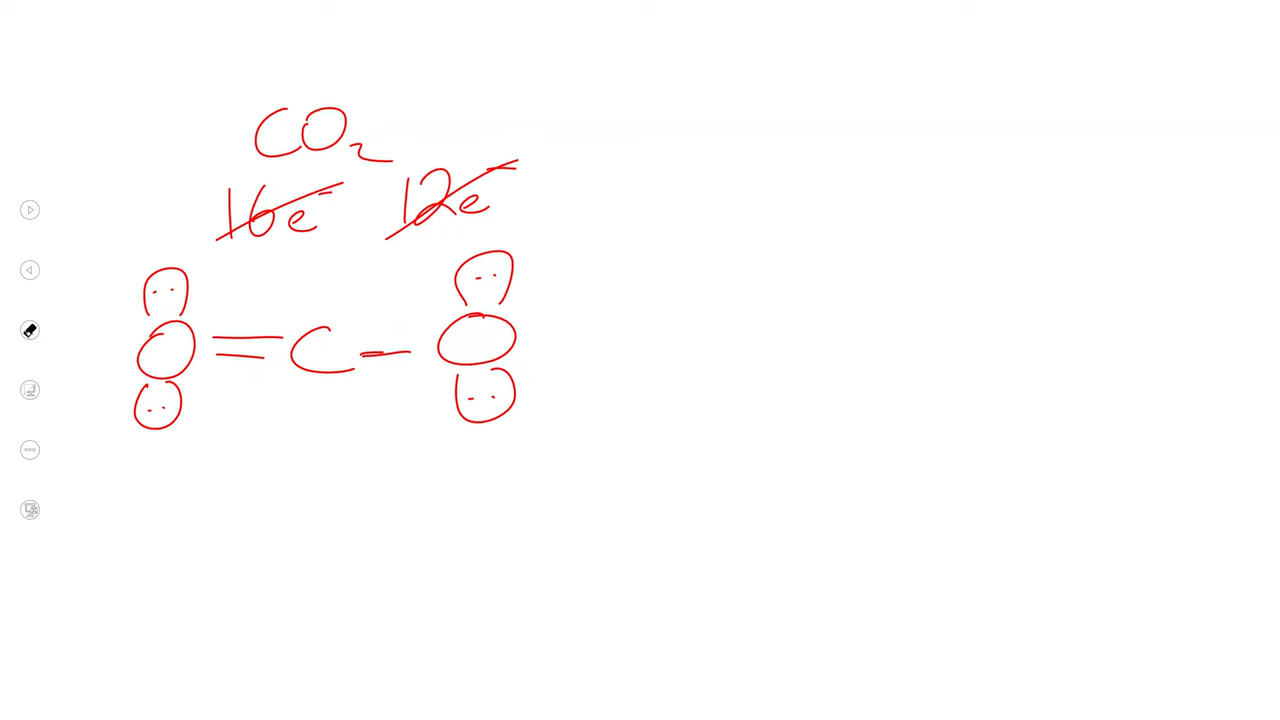 CO₂
16e⁻ 12e⁻
O = C - O